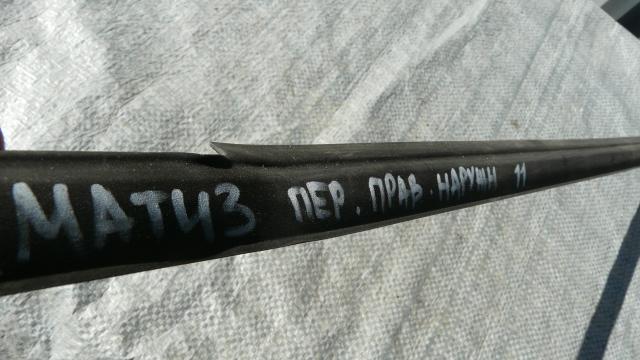 МАТИЗ ПЕР. ПРАВ. НАРУЖН 11